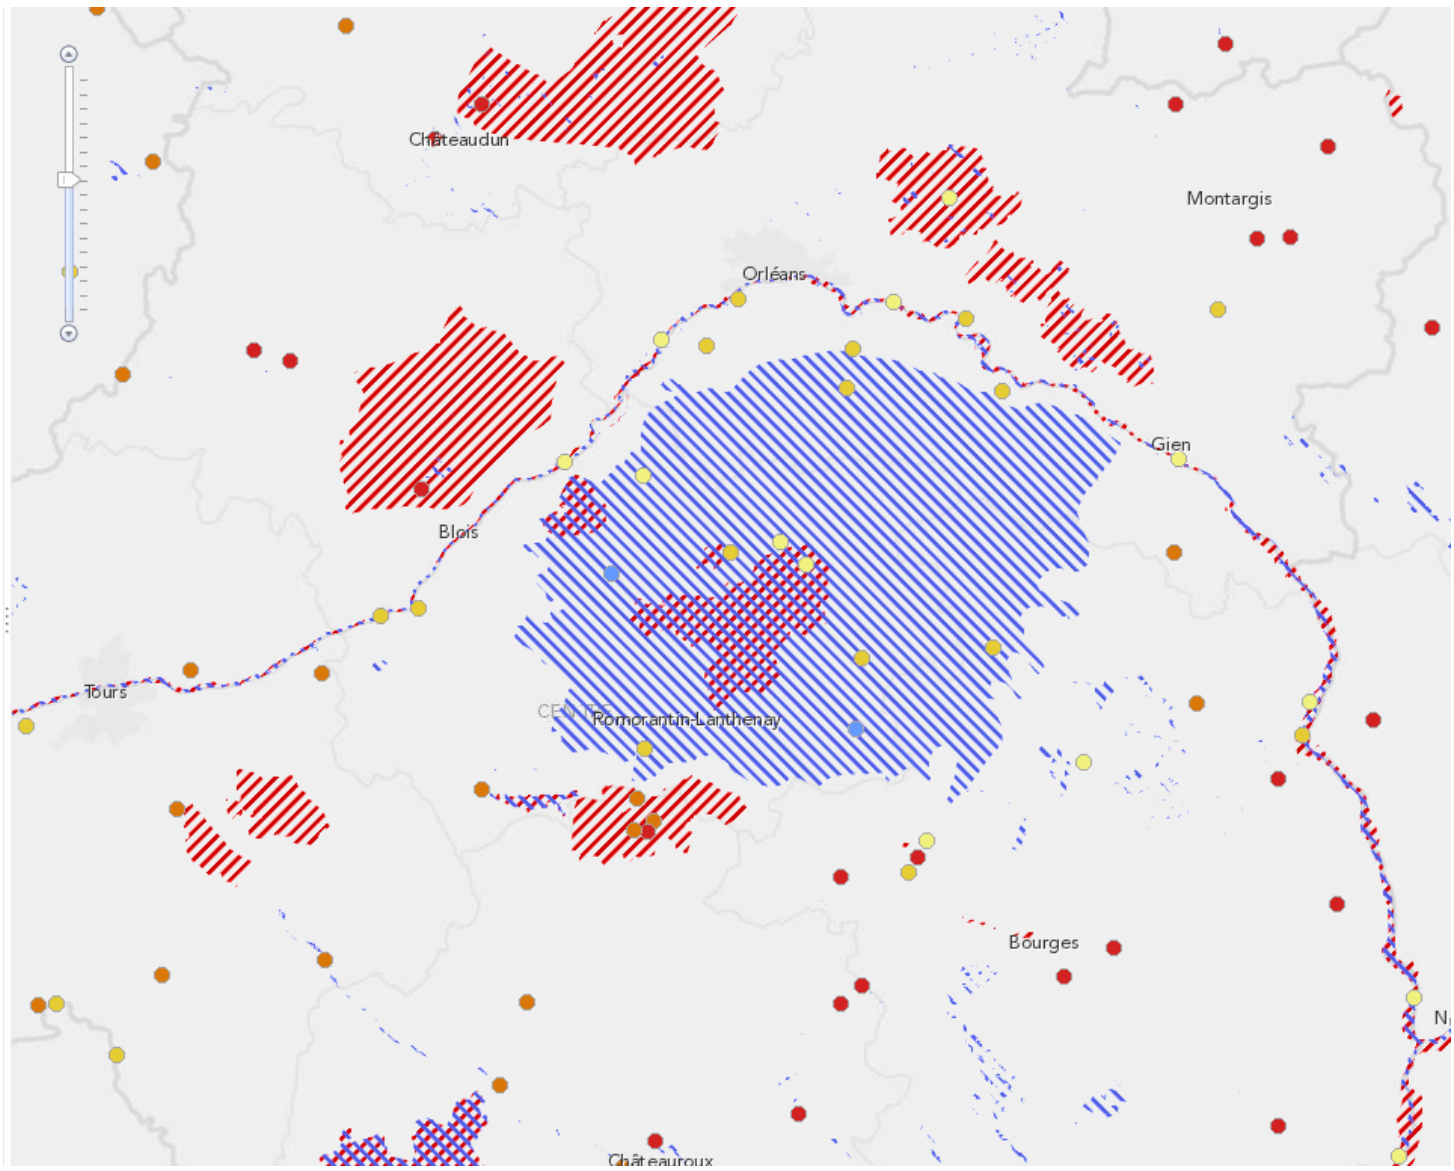 Châteaudun
Montargis
Orléans
Gien
Blois
Tours
Romorantin-Lanthenay
Bourges
Châteauroux